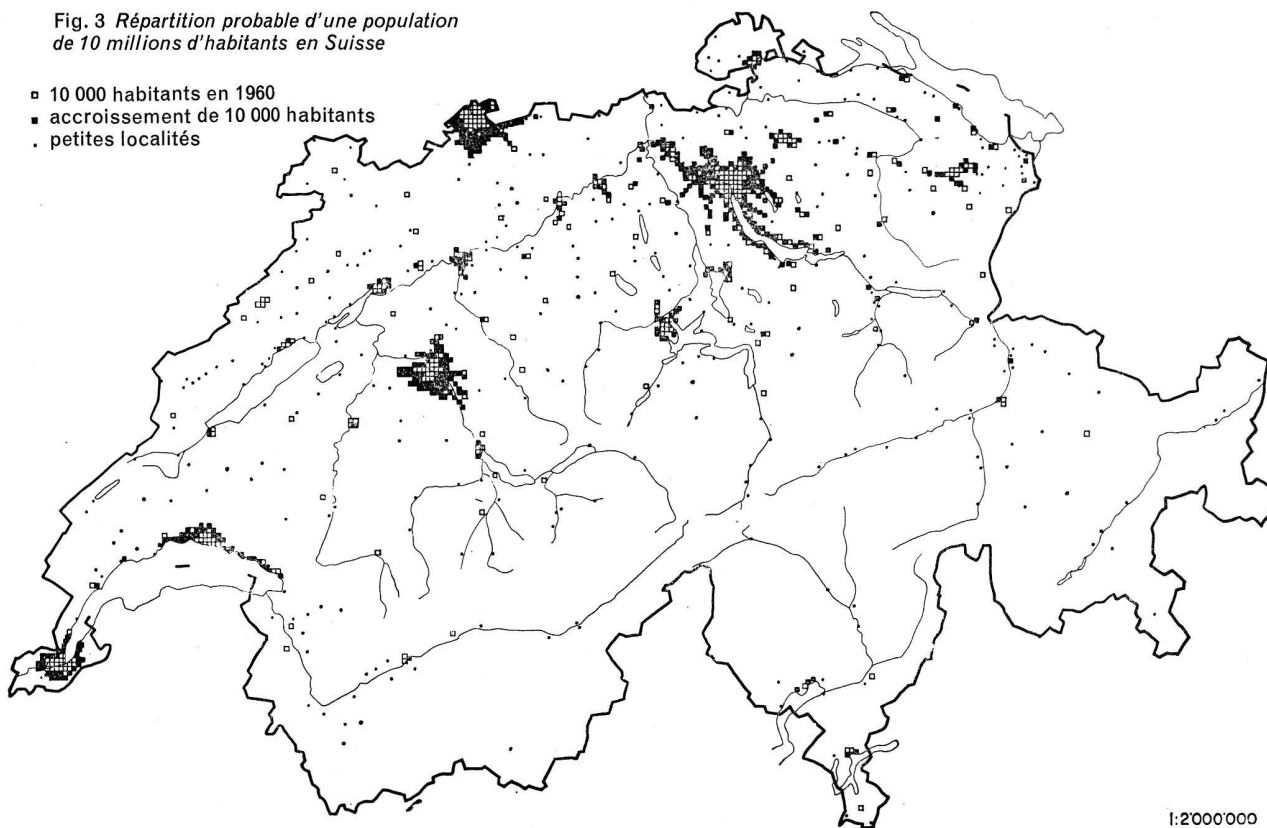 Fig. 3 Répartition probable d'une population
de 10 millions d'habitants en Suisse
10 000 habitants en 1960
accroissement de 10 000 habitants
petites localités
1:2'000'000